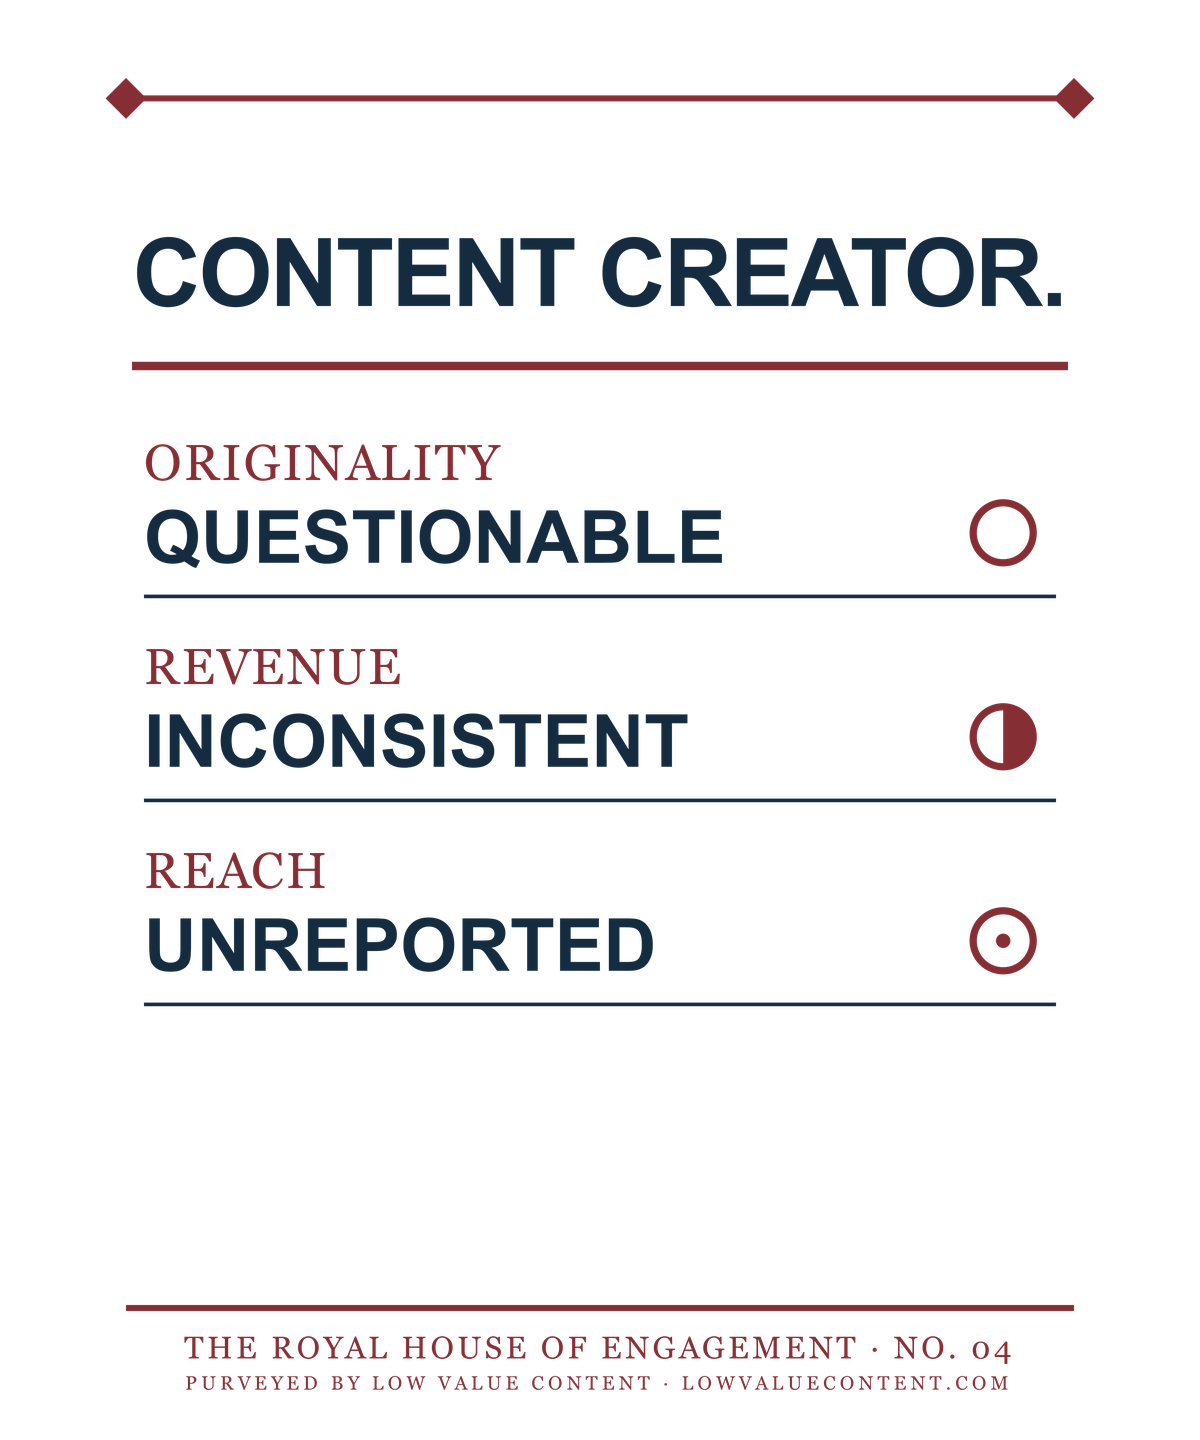 CONTENT CREATOR.
ORIGINALITY
QUESTIONABLE
REVENUE
INCONSISTENT
REACH
UNREPORTED
THE ROYAL HOUSE OF ENGAGEMENT · NO. 04
PURVEYED BY LOW VALUE CONTENT · LOWVALUECONTENT.COM